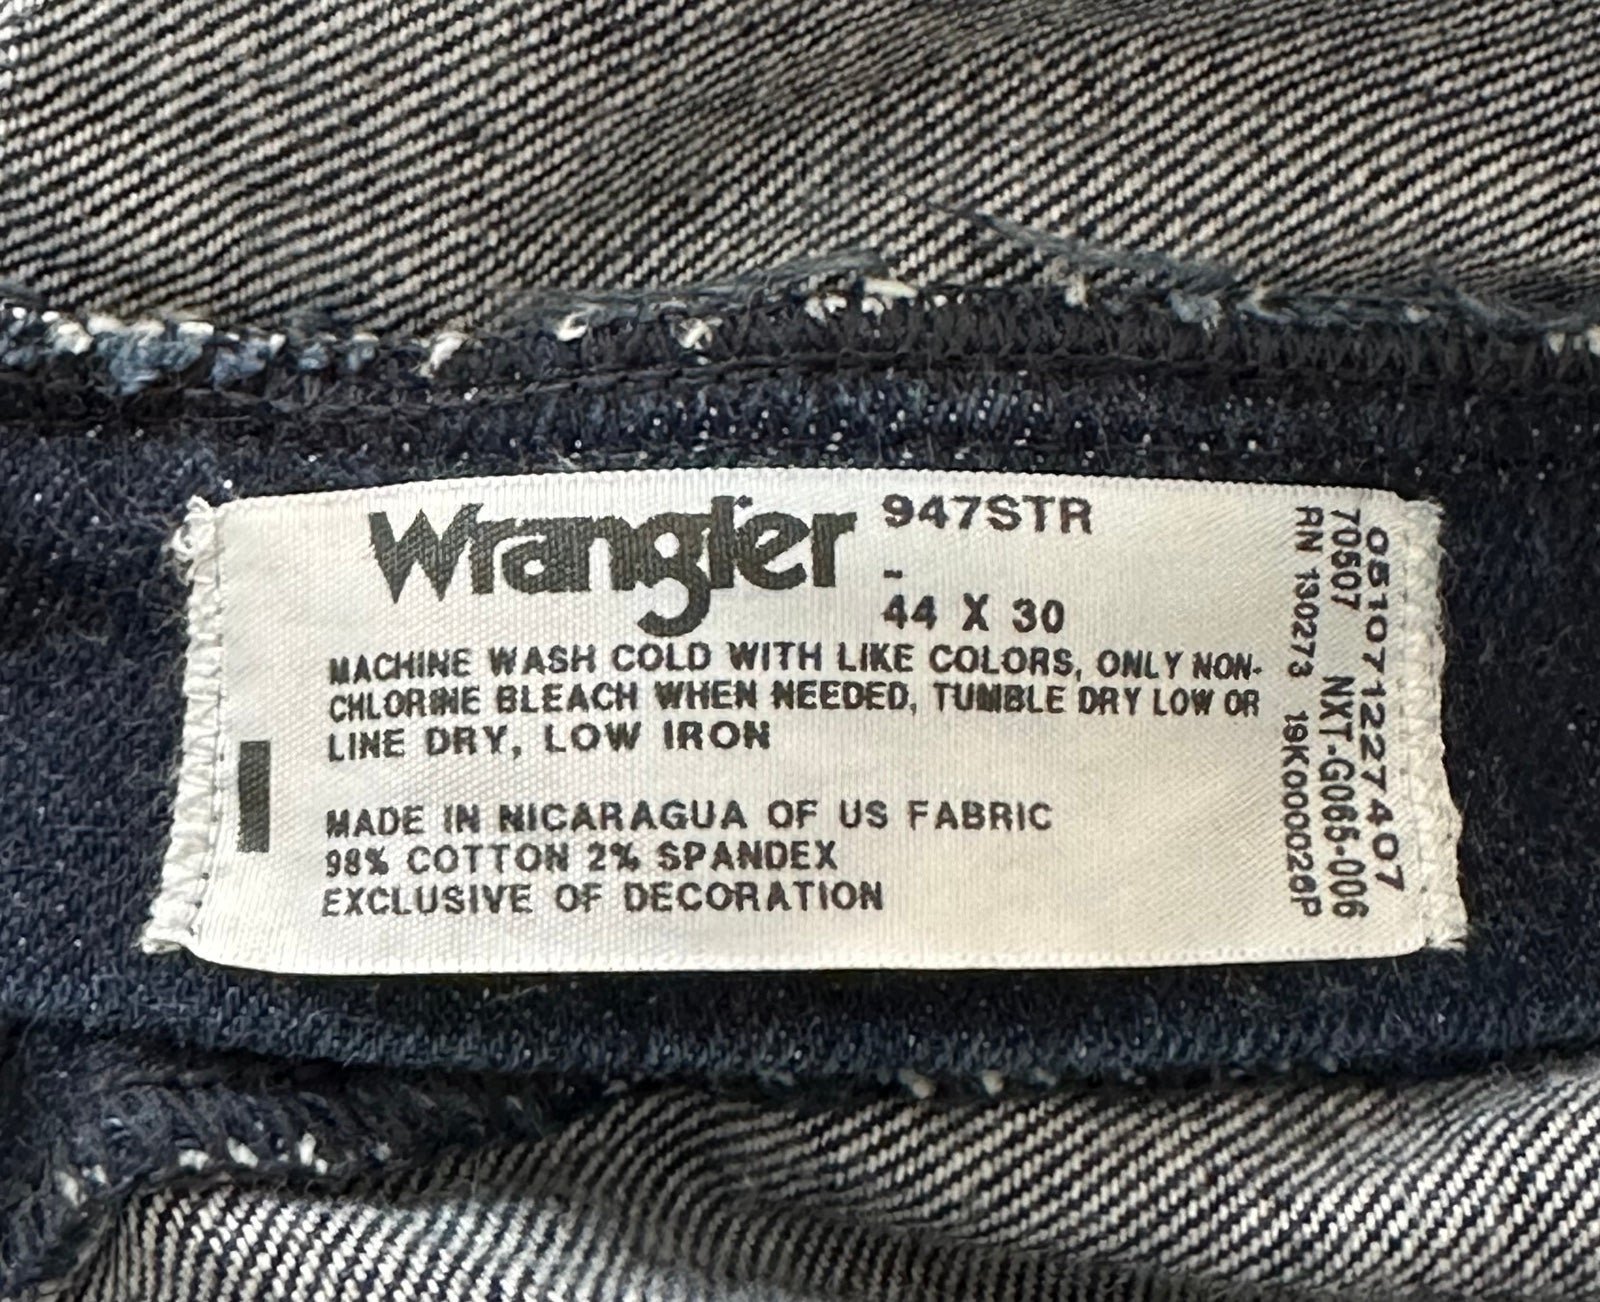 Wrangler
947STR
-
44 X 30
MACHINE WASH COLD WITH LIKE COLORS, ONLY NON-
CHLORINE BLEACH WHEN NEEDED, TUMBLE DRY LOW OR
LINE DRY, LOW IRON
MADE IN NICARAGUA OF US FABRIC
98% COTTON 2% SPANDEX
EXCLUSIVE OF DECORATION
051071227407
70507 NXT-G065-006
RN 130273 19K000026P